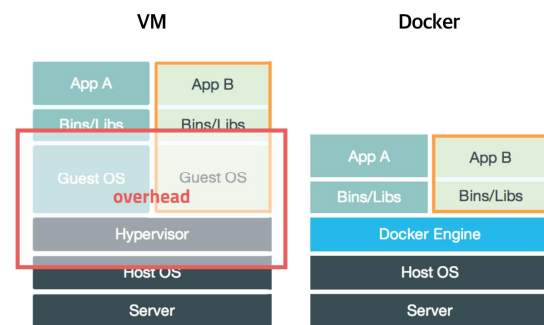 VM
App A
App B
Bins/Libs
Bins/Libs
Guest OS
Guest OS
overhead
Hypervisor
Host OS
Server
Docker
App A
App B
Bins/Libs
Bins/Libs
Docker Engine
Host OS
Server